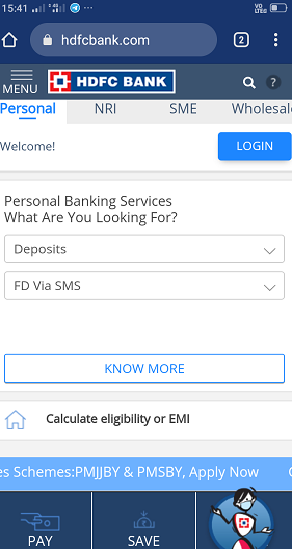 15:41
hdfcbank.com
2
MENU
HDFC BANK
?
Personal NRI SME Wholesal
Welcome!
LOGIN
Personal Banking Services
What Are You Looking For?
Deposits
FD Via SMS
KNOW MORE
Calculate eligibility or EMI
es Schemes:PMJJBY & PMSBY, Apply Now
PAY
SAVE